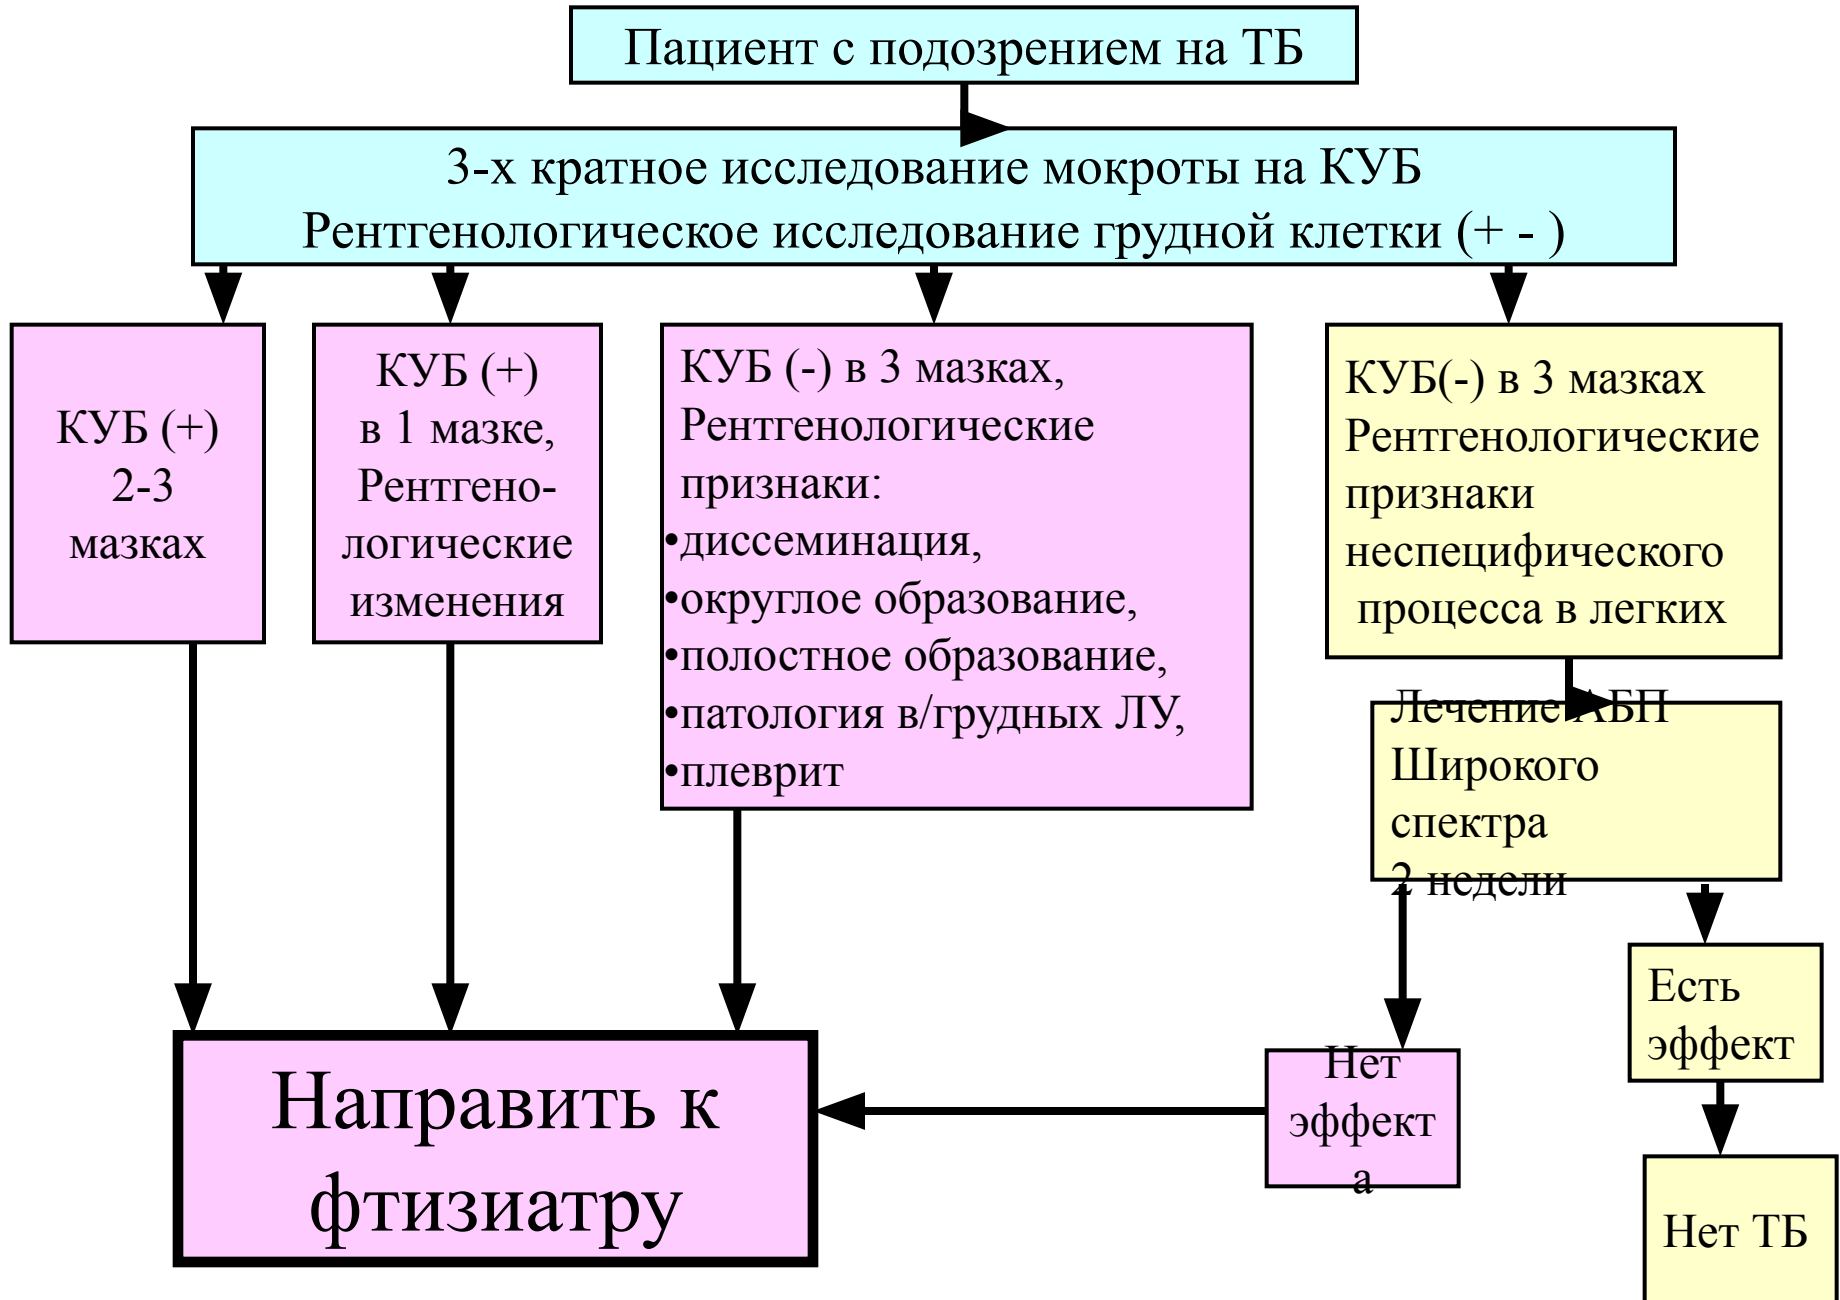 Пациент с подозрением на ТБ
3-х кратное исследование мокроты на КУБ
Рентгенологическое исследование грудной клетки (+ - )
КУБ (+)
2-3
мазках
КУБ (+)
в 1 мазке,
Рентгено-
логические
изменения
КУБ (-) в 3 мазках,
Рентгенологические
признаки:
•диссеминация,
•округлое образование,
•полостное образование,
•патология в/грудных ЛУ,
•плеврит
КУБ(-) в 3 мазках
Рентгенологические
признаки
неспецифического
процесса в легких
Лечение АБП
Широкого
спектра
2 недели
Есть
эффект
Нет
эффект
а
Направить к
фтизиатру
Нет ТБ